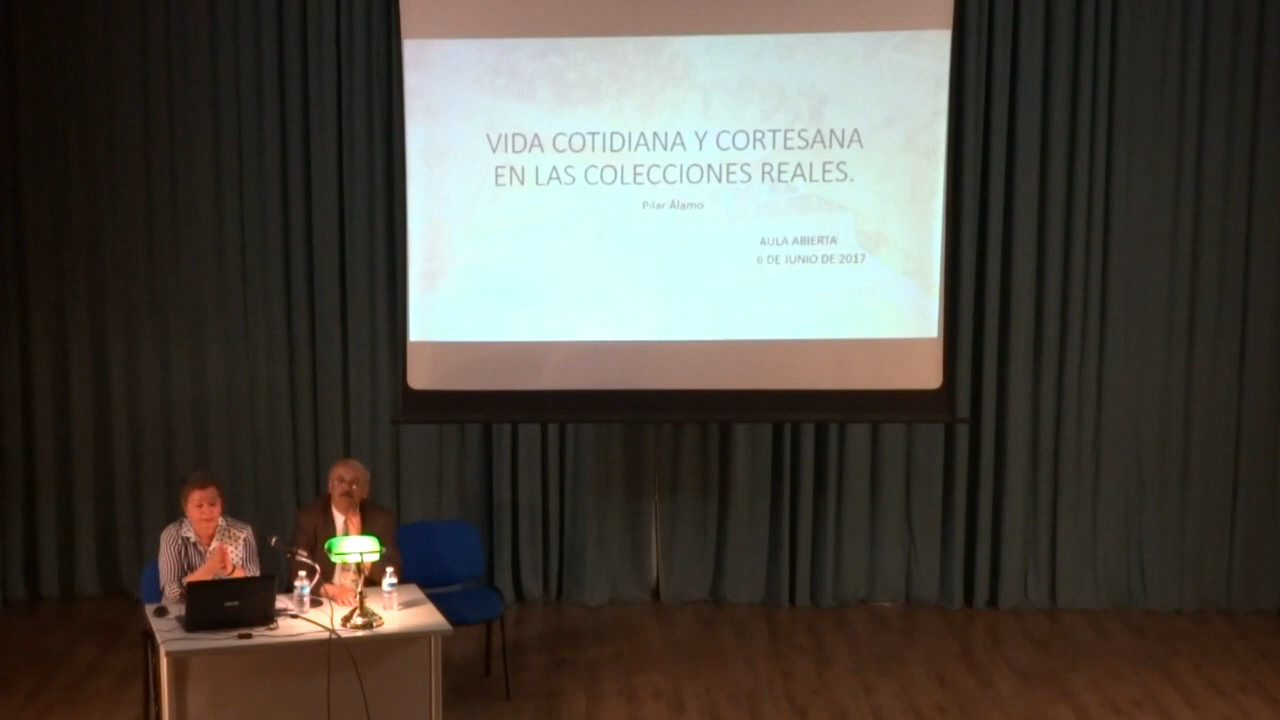 VIDA COTIDIANA Y CORTESANA
EN LAS COLECCIONES REALES.
Pilar Álamo
AULA ABIERTA
6 DE JUNIO DE 2017